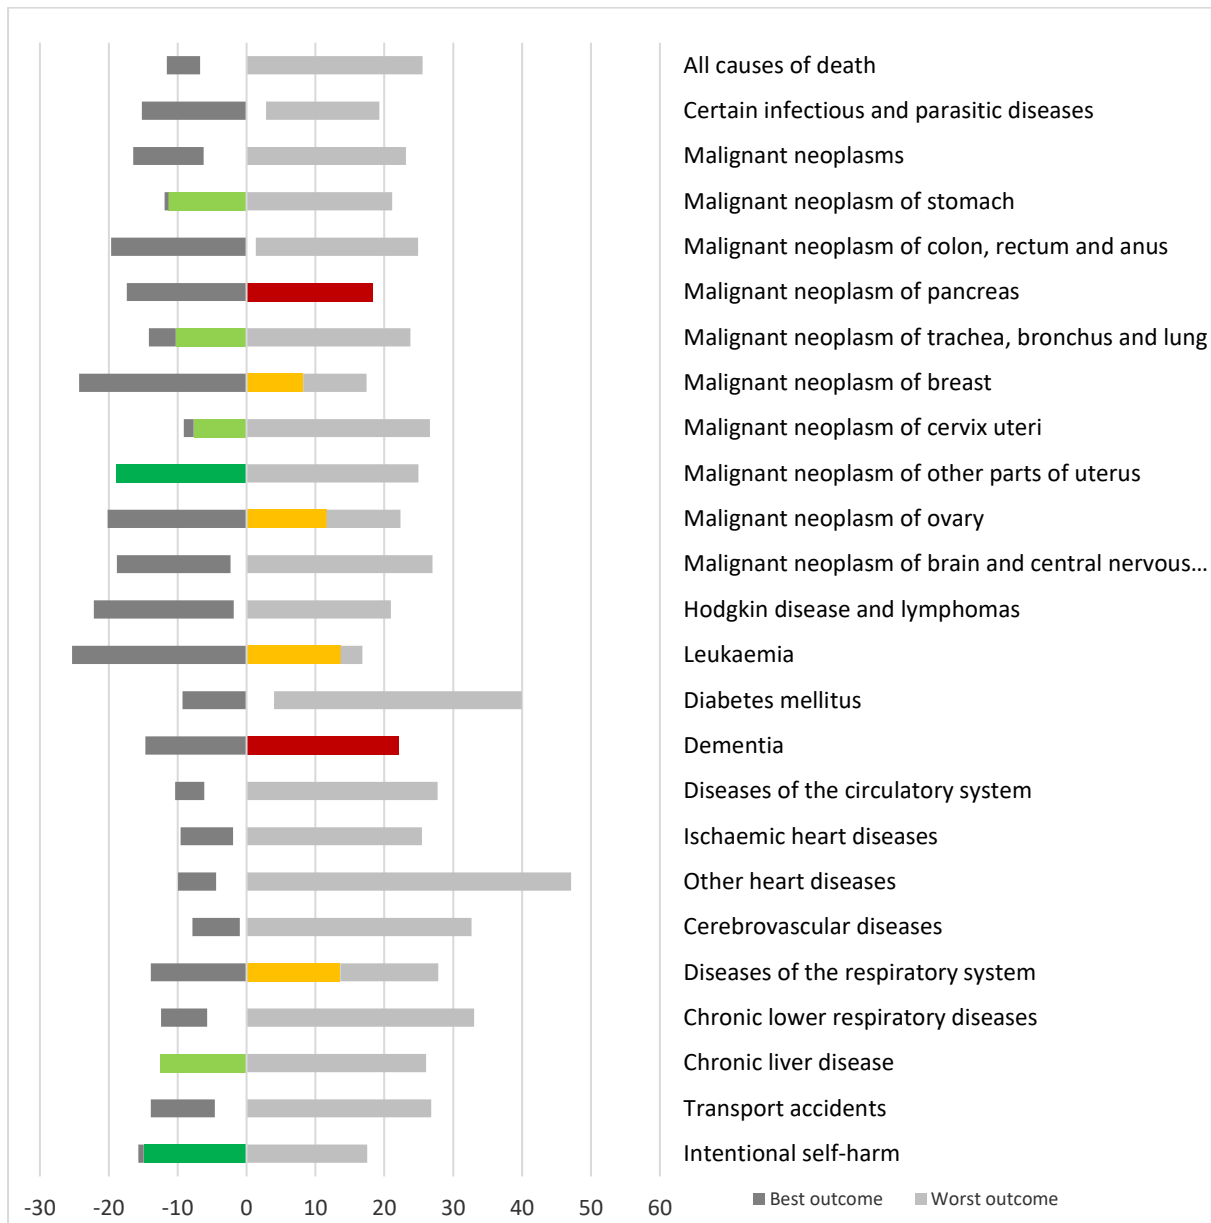 All causes of death
Certain infectious and parasitic diseases
Malignant neoplasms
Malignant neoplasm of stomach
Malignant neoplasm of colon, rectum and anus
Malignant neoplasm of pancreas
Malignant neoplasm of trachea, bronchus and lung
Malignant neoplasm of breast
Malignant neoplasm of cervix uteri
Malignant neoplasm of other parts of uterus
Malignant neoplasm of ovary
Malignant neoplasm of brain and central nervous...
Hodgkin disease and lymphomas
Leukaemia
Diabetes mellitus
Dementia
Diseases of the circulatory system
Ischaemic heart diseases
Other heart diseases
Cerebrovascular diseases
Diseases of the respiratory system
Chronic lower respiratory diseases
Chronic liver disease
Transport accidents
Intentional self-harm
-30 -20 -10 0 10 20 30 40 50 60
Best outcome Worst outcome